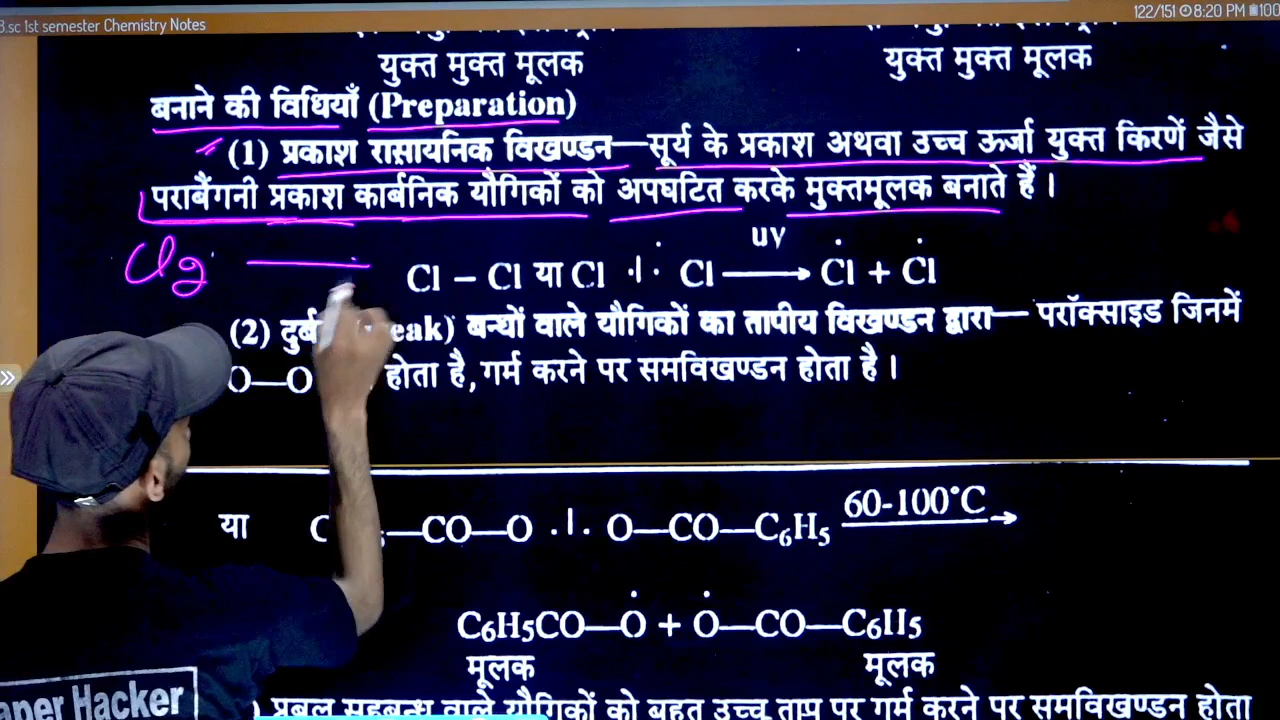 B.sc 1st semester Chemistry Notes
122/151 8:20 PM 100
युक्त मुक्त मूलक युक्त मुक्त मूलक
बनाने की विधियाँ (Preparation)
(1) प्रकाश रासायनिक विखण्डन—सूर्य के प्रकाश अथवा उच्च ऊर्जा युक्त किरणें जैसे
पराबैंगनी प्रकाश कार्बनिक यौगिकों को अपघटित करके मुक्तमूलक बनाते हैं।
uv
Cl2 Cl – Cl या Cl ·|· Cl ⟶ Ċl + Ċl
(2) बन्धों वाले यौगिकों का तापीय विखण्डन द्वारा— परॉक्साइड जिनमें
O—O होता है, गर्म करने पर समविखण्डन होता है।
60-100°C
या —CO—O .|. O—CO—C6H5 ⟶
C6H5CO—Ȯ + Ȯ—CO—C6H5
मूलक मूलक
प्रबल सहबन्ध वाले यौगिकों को बहुत उच्च ताप पर गर्म करने पर समविखण्डन होता
aper Hacker